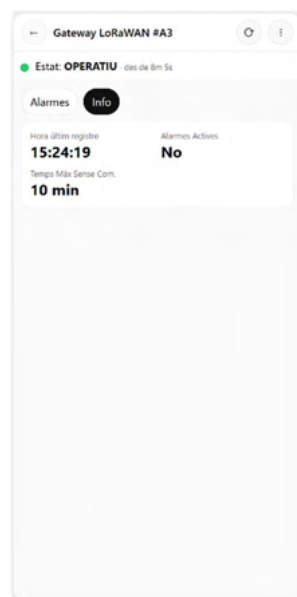 ← Gateway LoRaWAN #A3
Estat: OPERATIU - des de 8m 5s
Alarmes Info
Hora últim registre Alarmes Actives
15:24:19 No
Temps Màx Sense Com.
10 min